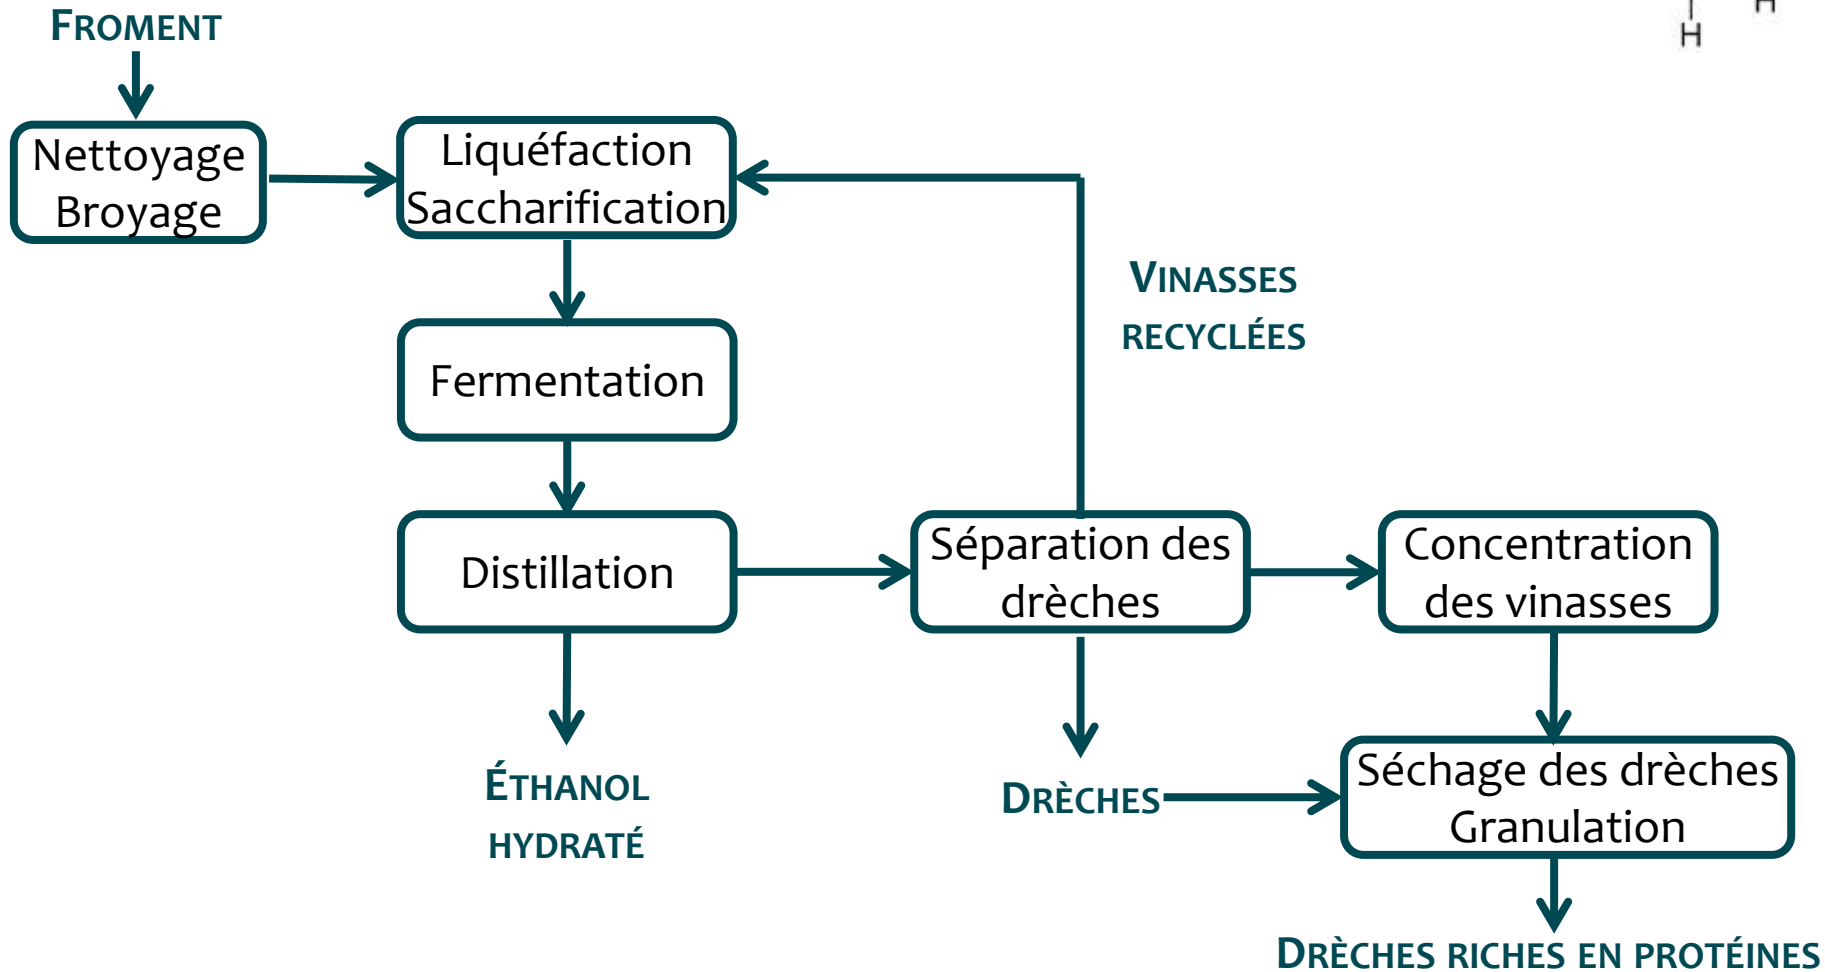 FROMENT
H
H
Nettoyage
Broyage
Liquéfaction
Saccharification
VINASSES
RECYCLÉES
Fermentation
Distillation
Séparation des
drèches
Concentration
des vinasses
ÉTHANOL
HYDRATÉ
DRÈCHES
Séchage des drèches
Granulation
DRÈCHES RICHES EN PROTÉINES